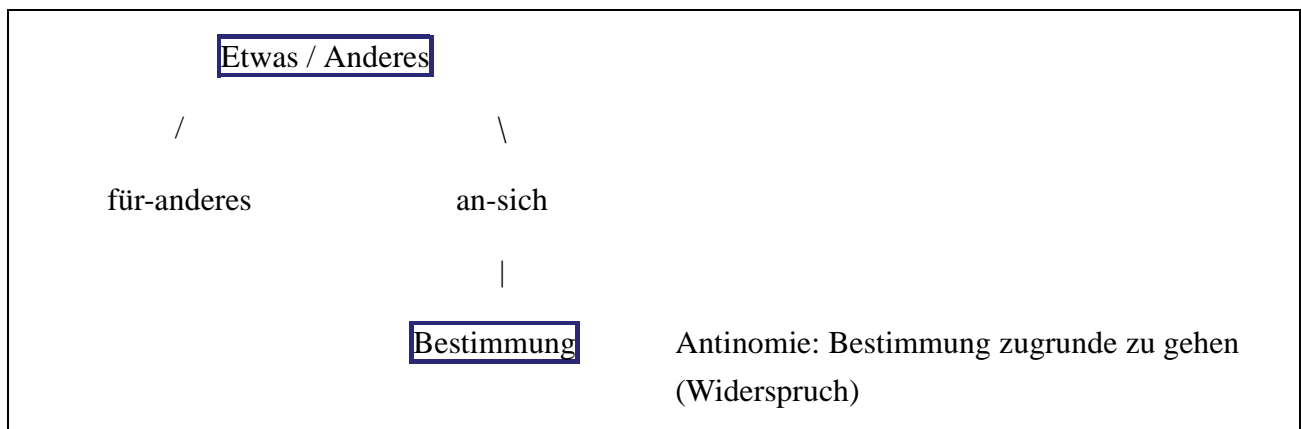 Etwas / Anderes
/ \
für-anderes an-sich
|
Bestimmung Antinomie: Bestimmung zugrunde zu gehen
(Widerspruch)